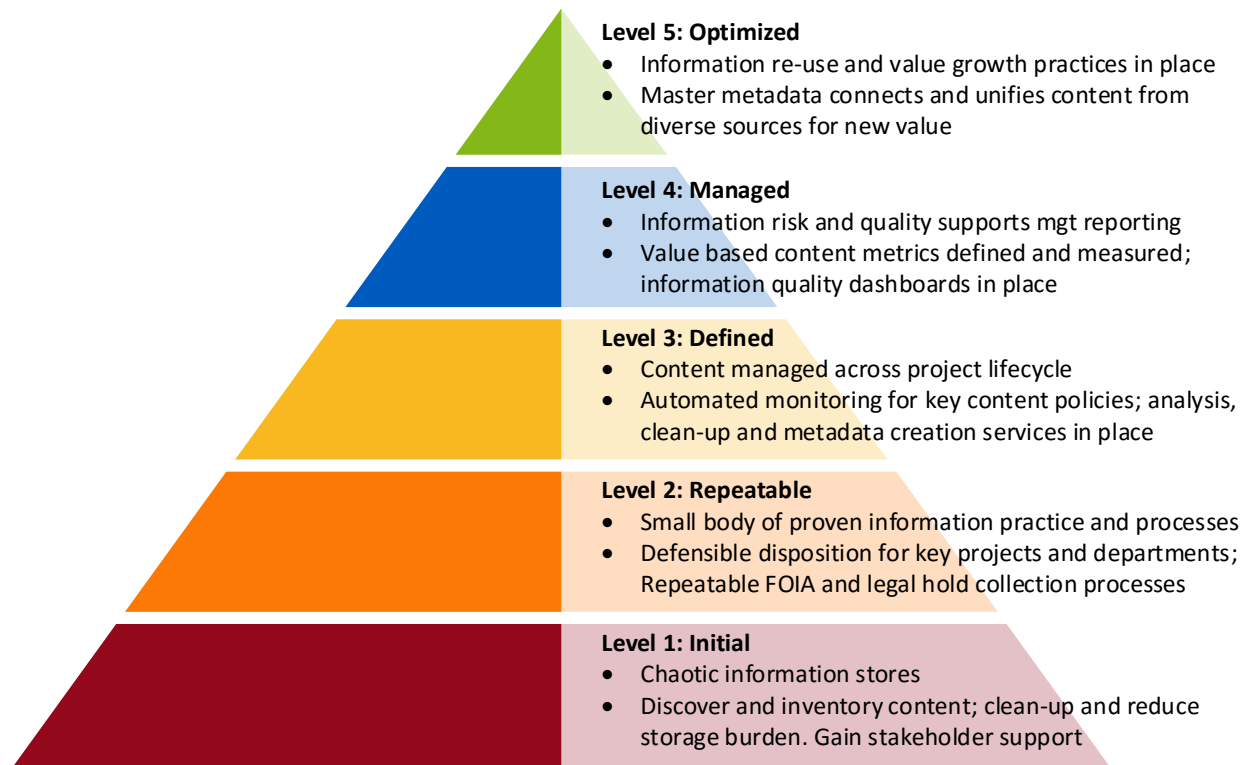 Level 5: Optimized
• Information re-use and value growth practices in place
• Master metadata connects and unifies content from
diverse sources for new value
Level 4: Managed
• Information risk and quality supports mgt reporting
• Value based content metrics defined and measured;
information quality dashboards in place
Level 3: Defined
• Content managed across project lifecycle
• Automated monitoring for key content policies; analysis,
clean-up and metadata creation services in place
Level 2: Repeatable
• Small body of proven information practice and processes
• Defensible disposition for key projects and departments;
Repeatable FOIA and legal hold collection processes
Level 1: Initial
• Chaotic information stores
• Discover and inventory content; clean-up and reduce
storage burden. Gain stakeholder support